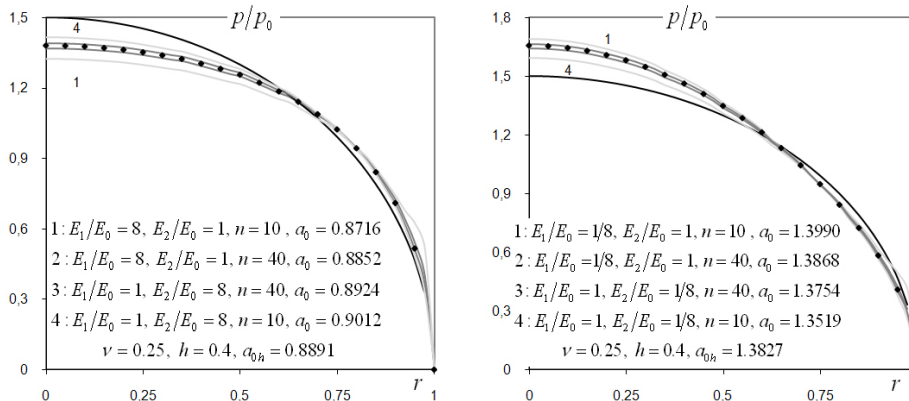 p/p₀
1,5
1,2
0,9
0,6
0,3
0
4
1
1: E₁/E₀ = 8, E₂/E₀ = 1, n = 10, a₀ = 0.8716
2: E₁/E₀ = 8, E₂/E₀ = 1, n = 40, a₀ = 0.8852
3: E₁/E₀ = 1, E₂/E₀ = 8, n = 40, a₀ = 0.8924
4: E₁/E₀ = 1, E₂/E₀ = 8, n = 10, a₀ = 0.9012
ν = 0.25, h = 0.4, a₀ₕ = 0.8891
r
0 0.25 0.5 0.75 1
p/p₀
1,8
1,5
1,2
0,9
0,6
0,3
0
1
4
1: E₁/E₀ = 1/8, E₂/E₀ = 1, n = 10, a₀ = 1.3990
2: E₁/E₀ = 1/8, E₂/E₀ = 1, n = 40, a₀ = 1.3868
3: E₁/E₀ = 1, E₂/E₀ = 1/8, n = 40, a₀ = 1.3754
4: E₁/E₀ = 1, E₂/E₀ = 1/8, n = 10, a₀ = 1.3519
ν = 0.25, h = 0.4, a₀ₕ = 1.3827
r
0 0.25 0.5 0.75